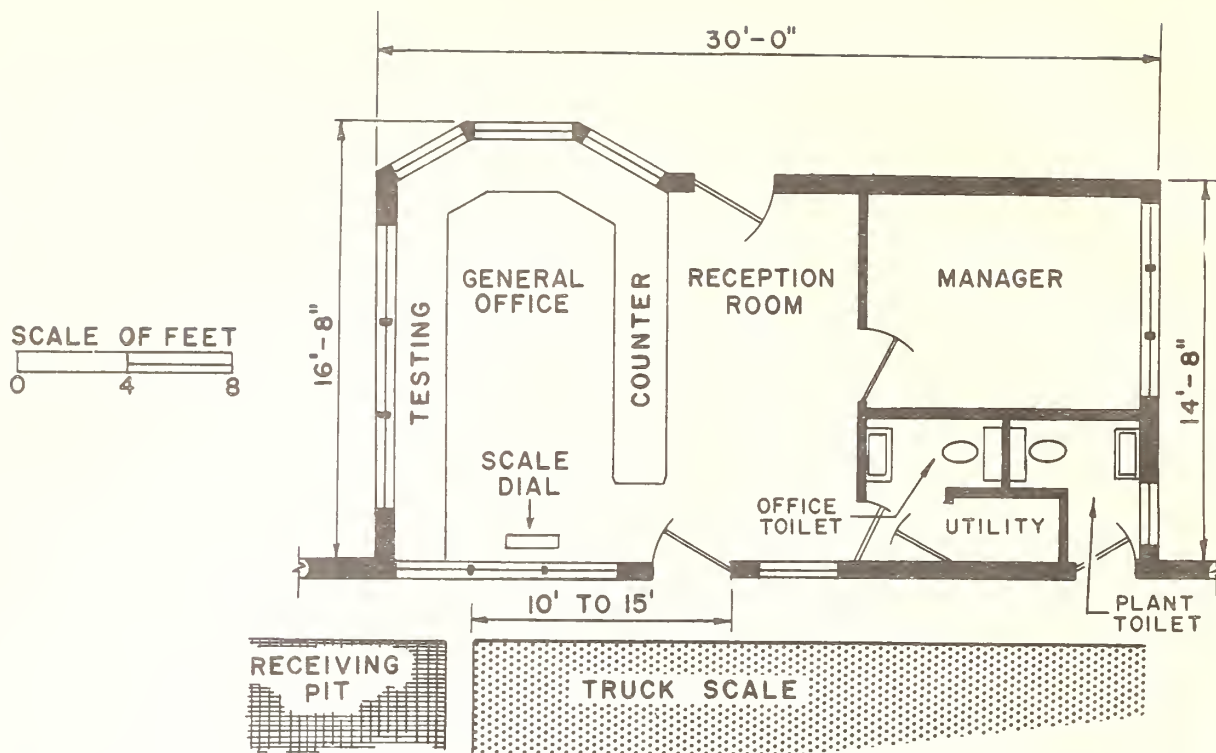 30'-0"
16'-8"
GENERAL
OFFICE
RECEPTION
ROOM
MANAGER
SCALE OF FEET
0 4 8
TESTING
COUNTER
14'-8"
SCALE
DIAL
OFFICE
TOILET
UTILITY
10' TO 15'
PLANT
TOILET
RECEIVING
PIT
TRUCK SCALE